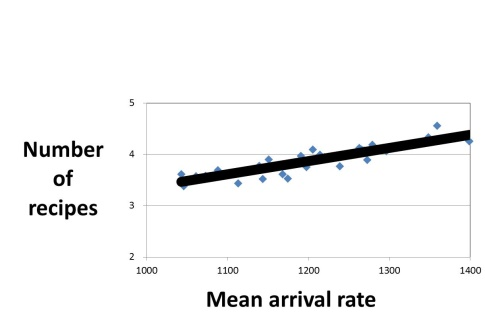 5
4
3
2
Number
of
recipes
1000 1100 1200 1300 1400
Mean arrival rate